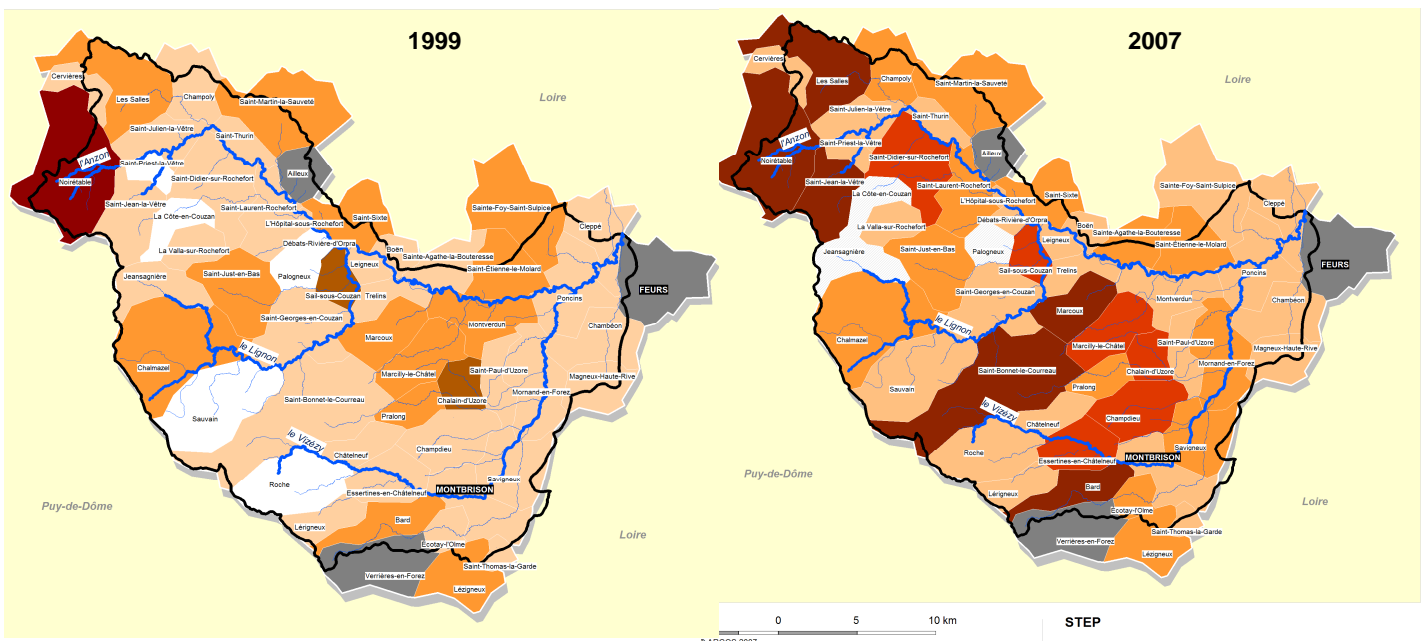 1999
Cervières
Loire
Les Salles
Champoly
Saint-Martin-la-Sauveté
Saint-Julien-la-Vêtre
Saint-Thurin
l'Anzon
Saint-Priest-la-Vêtre
Noirétable
Saint-Didier-sur-Rochefort
Ailleux
Saint-Jean-la-Vêtre
La Côte-en-Couzan
Saint-Laurent-Rochefort
L'Hôpital-sous-Rochefort
Saint-Sixte
Sainte-Foy-Saint-Sulpice
Cleppé
La Valla-sur-Rochefort
Débats-Rivière-d'Orpra
Boën
Sainte-Agathe-la-Bouteresse
Jeansagnière
Saint-Just-en-Bas
Palogneux
Leigneux
Saint-Étienne-le-Molard
FEURS
Sail-sous-Couzan
Trelins
Poncins
Saint-Georges-en-Couzan
Montverdun
Chambéon
Marcoux
le Lignon
Chalmazel
Marcilly-le-Châtel
Saint-Paul-d'Uzore
Magneux-Haute-Rive
Mornand-en-Forez
Saint-Bonnet-le-Courreau
Chalain-d'Uzore
Sauvain
Pralong
le Vizézy
Châtelneuf
Champdieu
Roche
Savigneux
Essertines-en-Châtelneuf
MONTBRISON
Puy-de-Dôme
Lérigneux
Bard
Loire
Écotay-l'Olme
Saint-Thomas-la-Garde
Verrières-en-Forez
Lézigneux
2007
Cervières
Loire
Les Salles
Champoly
Saint-Martin-la-Sauveté
Saint-Julien-la-Vêtre
Saint-Thurin
l'Anzon
Saint-Priest-la-Vêtre
Noirétable
Saint-Didier-sur-Rochefort
Ailleux
Saint-Jean-la-Vêtre
La Côte-en-Couzan
Saint-Laurent-Rochefort
L'Hôpital-sous-Rochefort
Saint-Sixte
Sainte-Foy-Saint-Sulpice
Cleppé
La Valla-sur-Rochefort
Débats-Rivière-d'Orpra
Boën
Sainte-Agathe-la-Bouteresse
Jeansagnière
Saint-Just-en-Bas
Palogneux
Leigneux
Saint-Étienne-le-Molard
FEURS
Sail-sous-Couzan
Trelins
Poncins
Saint-Georges-en-Couzan
Montverdun
Chambéon
Marcoux
le Lignon
Chalmazel
Marcilly-le-Châtel
Saint-Paul-d'Uzore
Magneux-Haute-Rive
Mornand-en-Forez
Saint-Bonnet-le-Courreau
Chalain-d'Uzore
Sauvain
Pralong
le Vizézy
Châtelneuf
Champdieu
Roche
Savigneux
Essertines-en-Châtelneuf
MONTBRISON
Puy-de-Dôme
Lérigneux
Bard
Loire
Écotay-l'Olme
Saint-Thomas-la-Garde
Verrières-en-Forez
Lézigneux
0 5 10 km
STEP